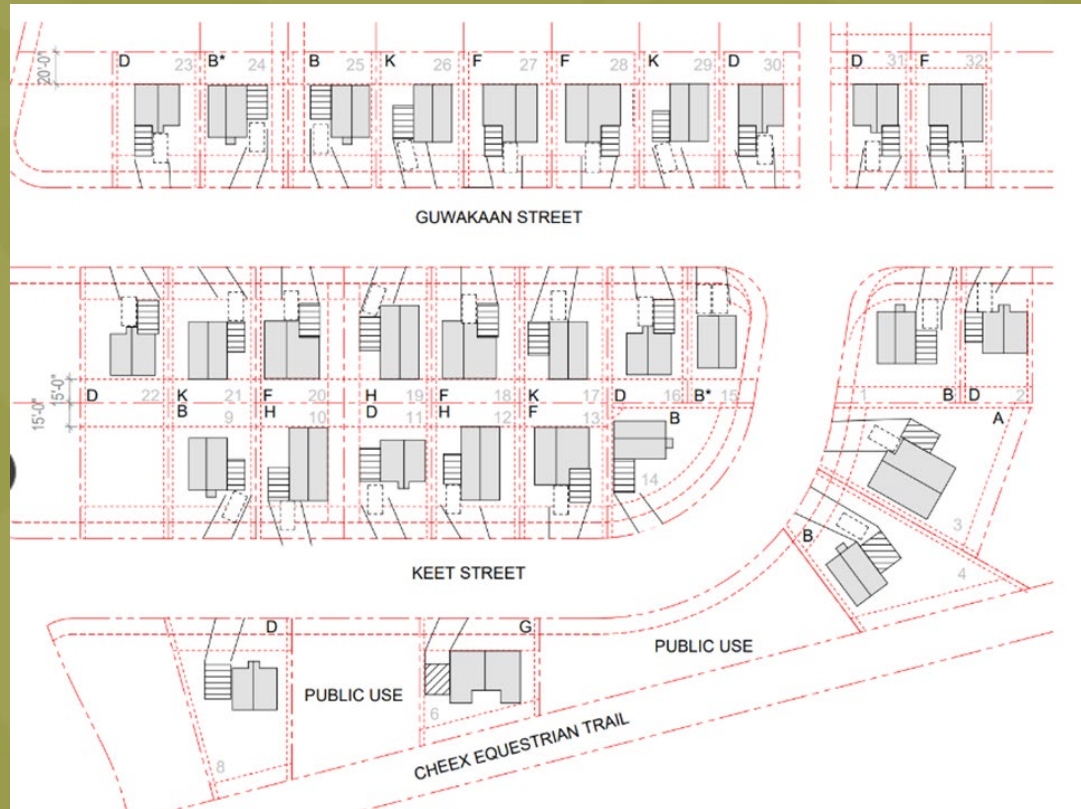 D 23 B* 24 B 25 K 26 F 27 F 28 K 29 D 30 D 31 F 32
20'-0"
GUWAKAAN STREET
D 22 K 21 F 20 H 19 F 18 K 17 D 16 B* 15 1 B D 2
15'-0"
15'-0"
B 9 H 10 D 11 H 12 F 13 B A
14
3
B
4
KEET STREET
D G
PUBLIC USE
PUBLIC USE
6
8
CHEEX EQUESTRIAN TRAIL